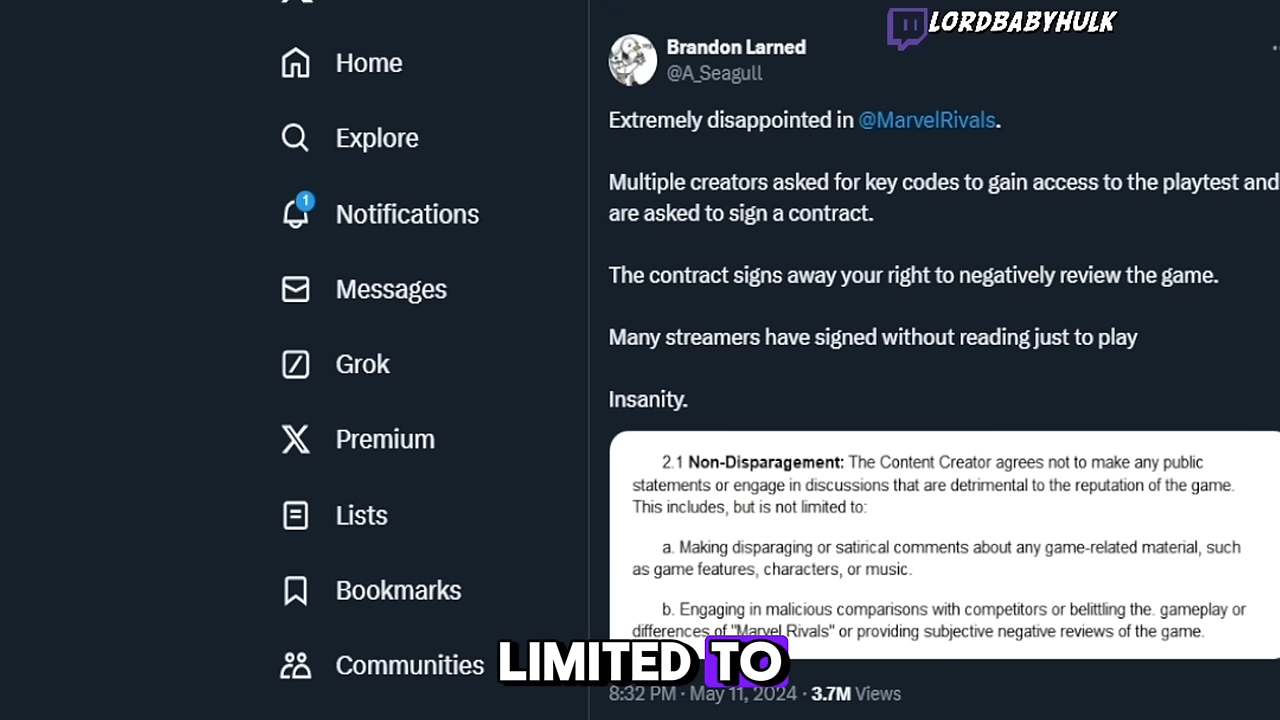 LORDBABYHULK
Home
Explore
1
Notifications
Messages
Grok
Premium
Lists
Bookmarks
Communities
Brandon Larned
@A_Seagull
Extremely disappointed in @MarvelRivals.
Multiple creators asked for key codes to gain access to the playtest and
are asked to sign a contract.
The contract signs away your right to negatively review the game.
Many streamers have signed without reading just to play
Insanity.
2.1 Non-Disparagement: The Content Creator agrees not to make any public
statements or engage in discussions that are detrimental to the reputation of the game.
This includes, but is not limited to:
a. Making disparaging or satirical comments about any game-related material, such
as game features, characters, or music.
b. Engaging in malicious comparisons with competitors or belittling the. gameplay or
differences of "Marvel Rivals" or providing subjective negative reviews of the game.
LIMITED TO
8:32 PM · May 11, 2024 · 3.7M Views